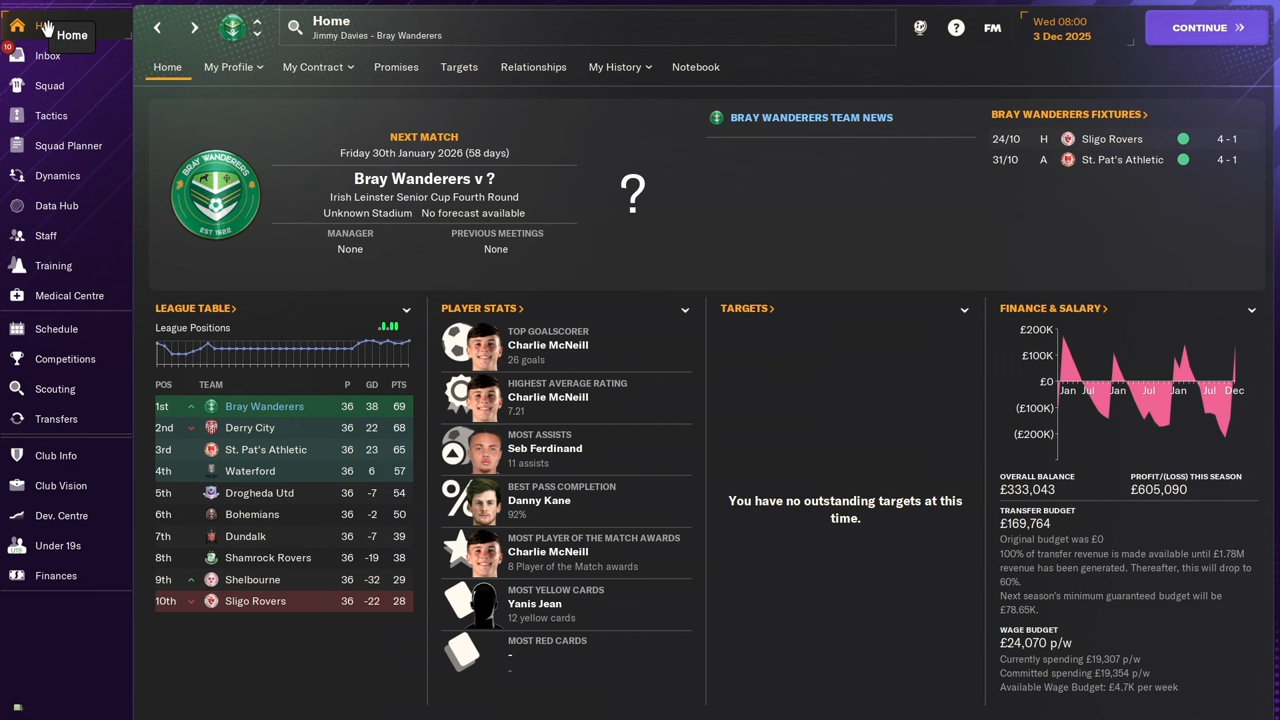 Home
Home
Jimmy Davies - Bray Wanderers
?
FM
Wed 08:00
3 Dec 2025
CONTINUE
Home
10
Inbox
Squad
Tactics
Squad Planner
Dynamics
Data Hub
Staff
Training
Medical Centre
Schedule
Competitions
Scouting
Transfers
Club Info
Club Vision
Dev. Centre
U19
Under 19s
Finances
Home
My Profile
My Contract
Promises
Targets
Relationships
My History
Notebook
BRAY WANDERERS
EST 1922
NEXT MATCH
Friday 30th January 2026 (58 days)
Bray Wanderers v ?
Irish Leinster Senior Cup Fourth Round
Unknown Stadium No forecast available
MANAGER PREVIOUS MEETINGS
None None
?
BRAY WANDERERS TEAM NEWS
BRAY WANDERERS FIXTURES>
24/10 H Sligo Rovers 4 - 1
31/10 A St. Pat's Athletic 4 - 1
LEAGUE TABLE>
League Positions
POS TEAM P GD PTS
1st Bray Wanderers 36 38 69
2nd Derry City 36 22 68
3rd St. Pat's Athletic 36 23 65
4th Waterford 36 6 57
5th Drogheda Utd 36 -7 54
6th Bohemians 36 -2 50
7th Dundalk 36 -7 39
8th Shamrock Rovers 36 -19 38
9th Shelbourne 36 -32 29
10th Sligo Rovers 36 -22 28
PLAYER STATS>
TOP GOALSCORER
Charlie McNeill
26 goals
HIGHEST AVERAGE RATING
Charlie McNeill
7.21
MOST ASSISTS
Seb Ferdinand
11 assists
BEST PASS COMPLETION
Danny Kane
92%
MOST PLAYER OF THE MATCH AWARDS
Charlie McNeill
8 Player of the Match awards
MOST YELLOW CARDS
Yanis Jean
12 yellow cards
MOST RED CARDS
-
-
TARGETS>
You have no outstanding targets at this
time.
FINANCE & SALARY>
£200K
£100K
£0
(£100K)
(£200K)
Jan Jul Jan Jul Jan Jul Dec
OVERALL BALANCE
£333,043
PROFIT/(LOSS) THIS SEASON
£605,090
TRANSFER BUDGET
£169,764
Original budget was £0
100% of transfer revenue is made available until £1.78M
revenue has been generated. Thereafter, this will drop to
60%.
Next season's minimum guaranteed budget will be
£78.65K.
WAGE BUDGET
£24,070 p/w
Currently spending £19,307 p/w
Committed spending £19,354 p/w
Available Wage Budget: £4.7K per week